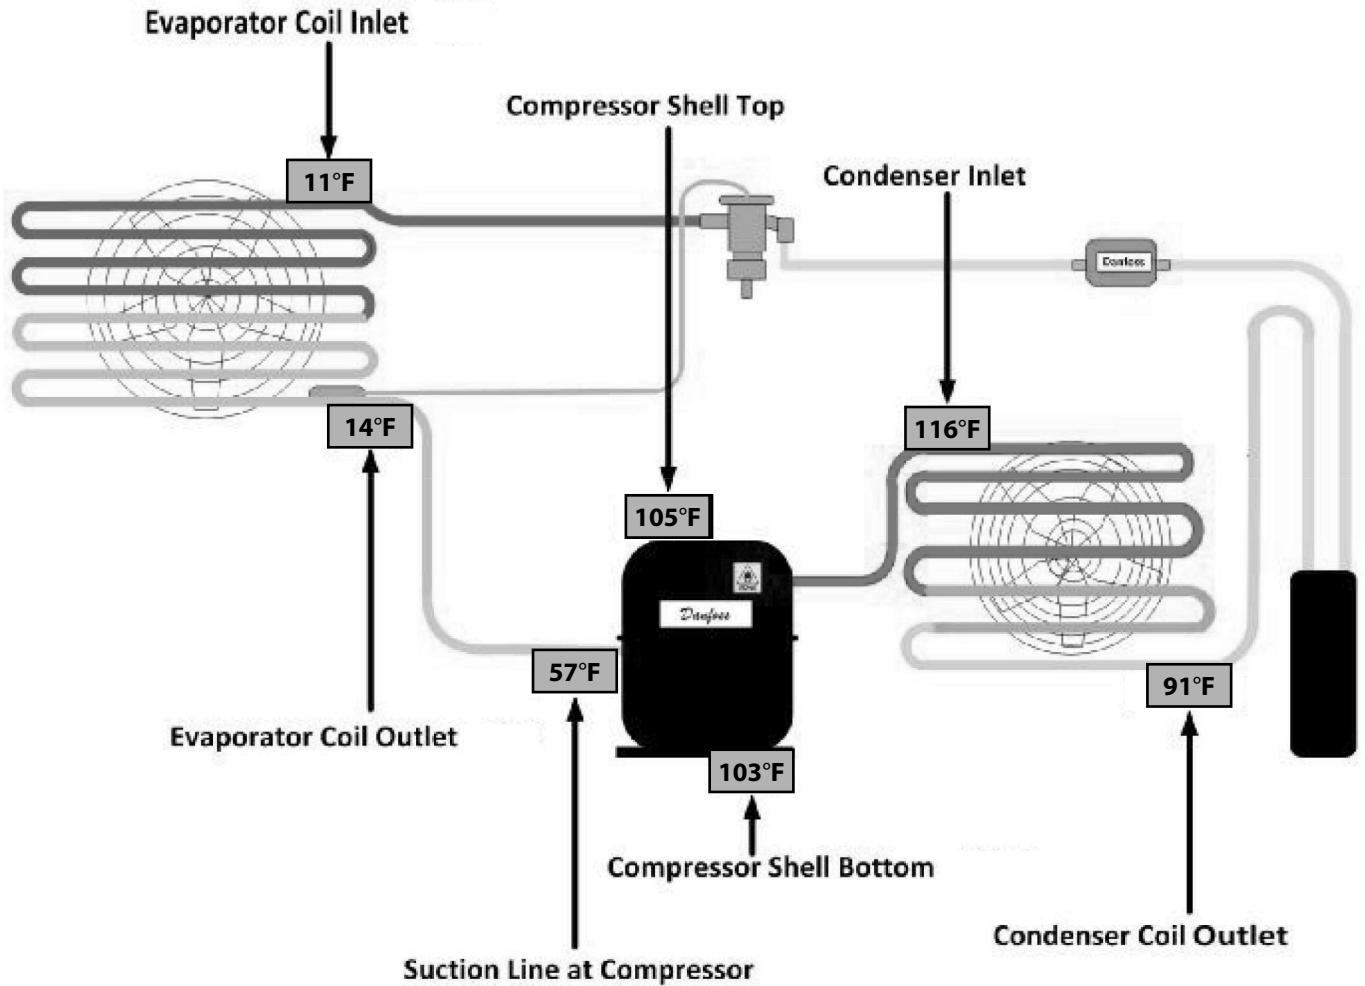 Evaporator Coil Inlet
Compressor Shell Top
11°F
Condenser Inlet
Danfoss
14°F
116°F
105°F
Danfoss
57°F
91°F
Evaporator Coil Outlet
103°F
Compressor Shell Bottom
Condenser Coil Outlet
Suction Line at Compressor